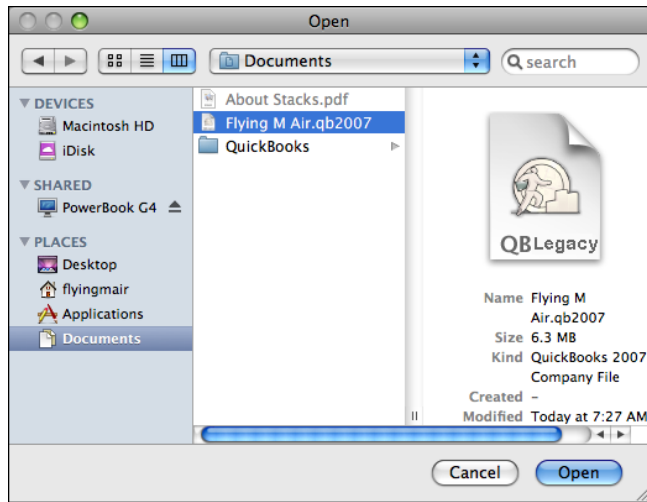 Open
Documents
search
DEVICES
Macintosh HD
iDisk
SHARED
PowerBook G4
PLACES
Desktop
flyingmair
Applications
Documents
About Stacks.pdf
Flying M Air.qb2007
QuickBooks
QBLegacy
Name Flying M
Air.qb2007
Size 6.3 MB
Kind QuickBooks 2007
Company File
Created –
Modified Today at 7:27 AM
Cancel
Open